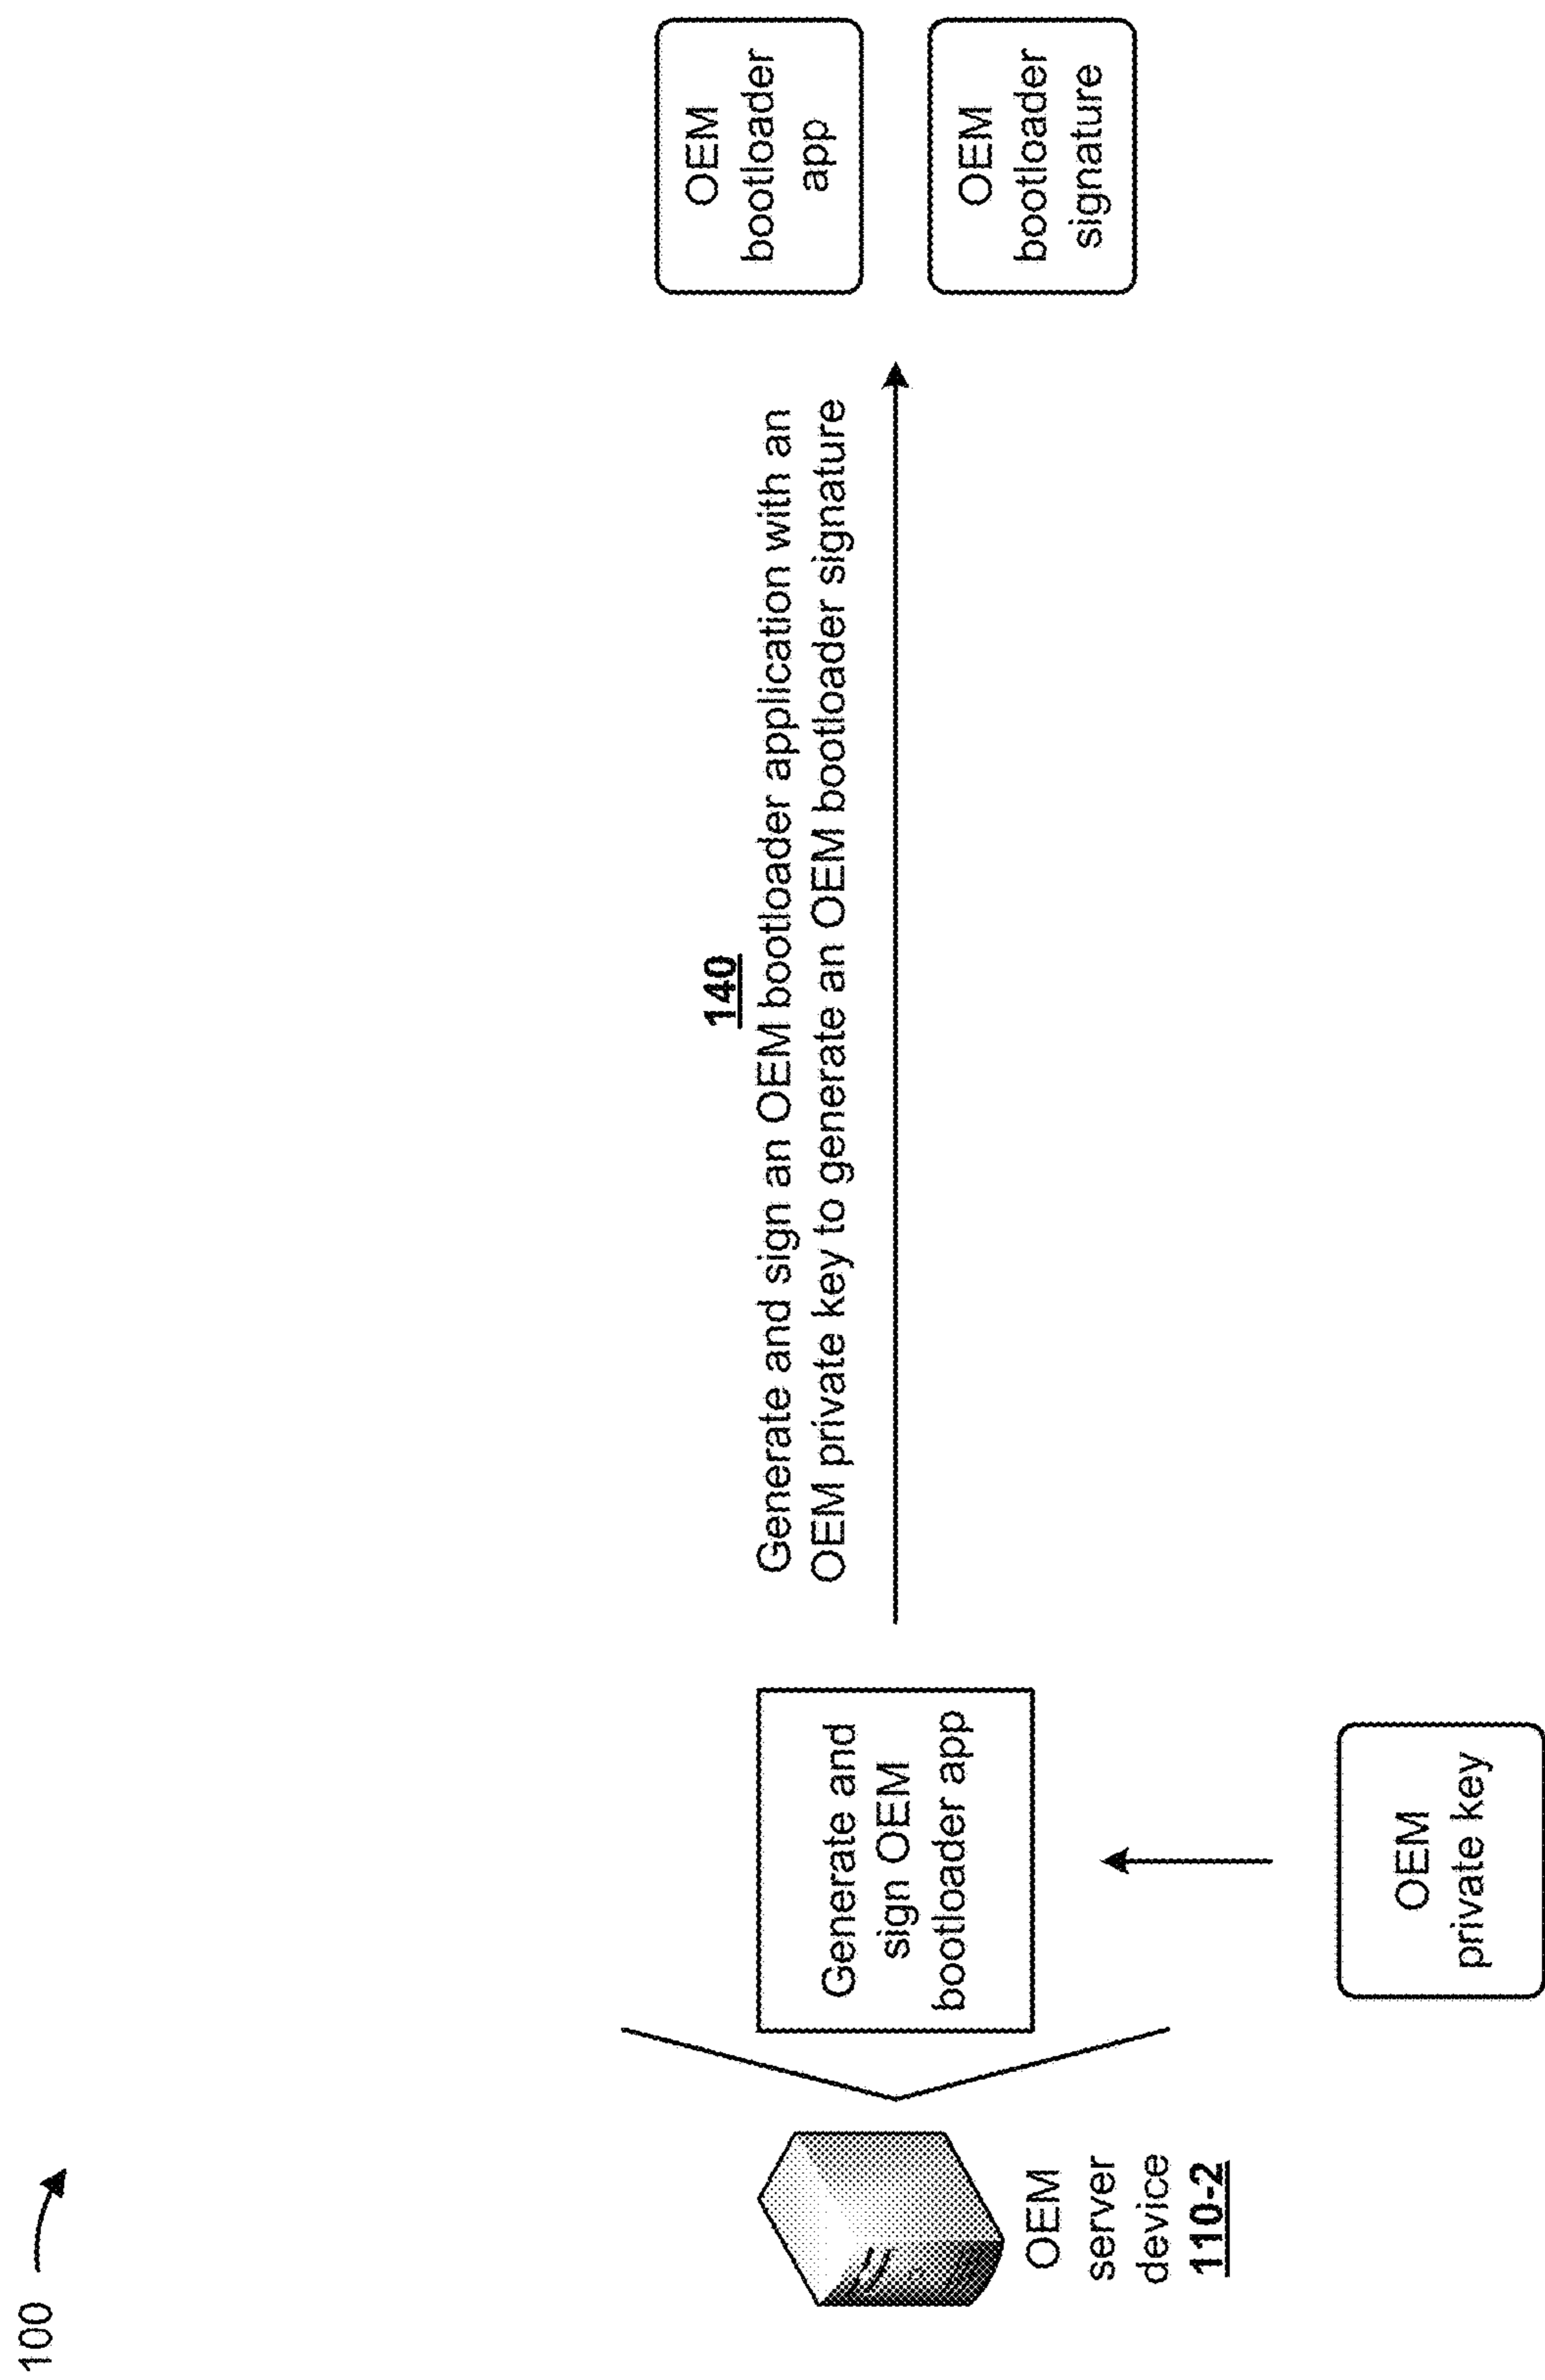 100
140
Generate and sign an OEM bootloader application with an
OEM private key to generate an OEM bootloader signature
OEM
bootloader
app
OEM
bootloader
signature
Generate and
sign OEM
bootloader app
OEM
server
device
110-2
OEM
private key